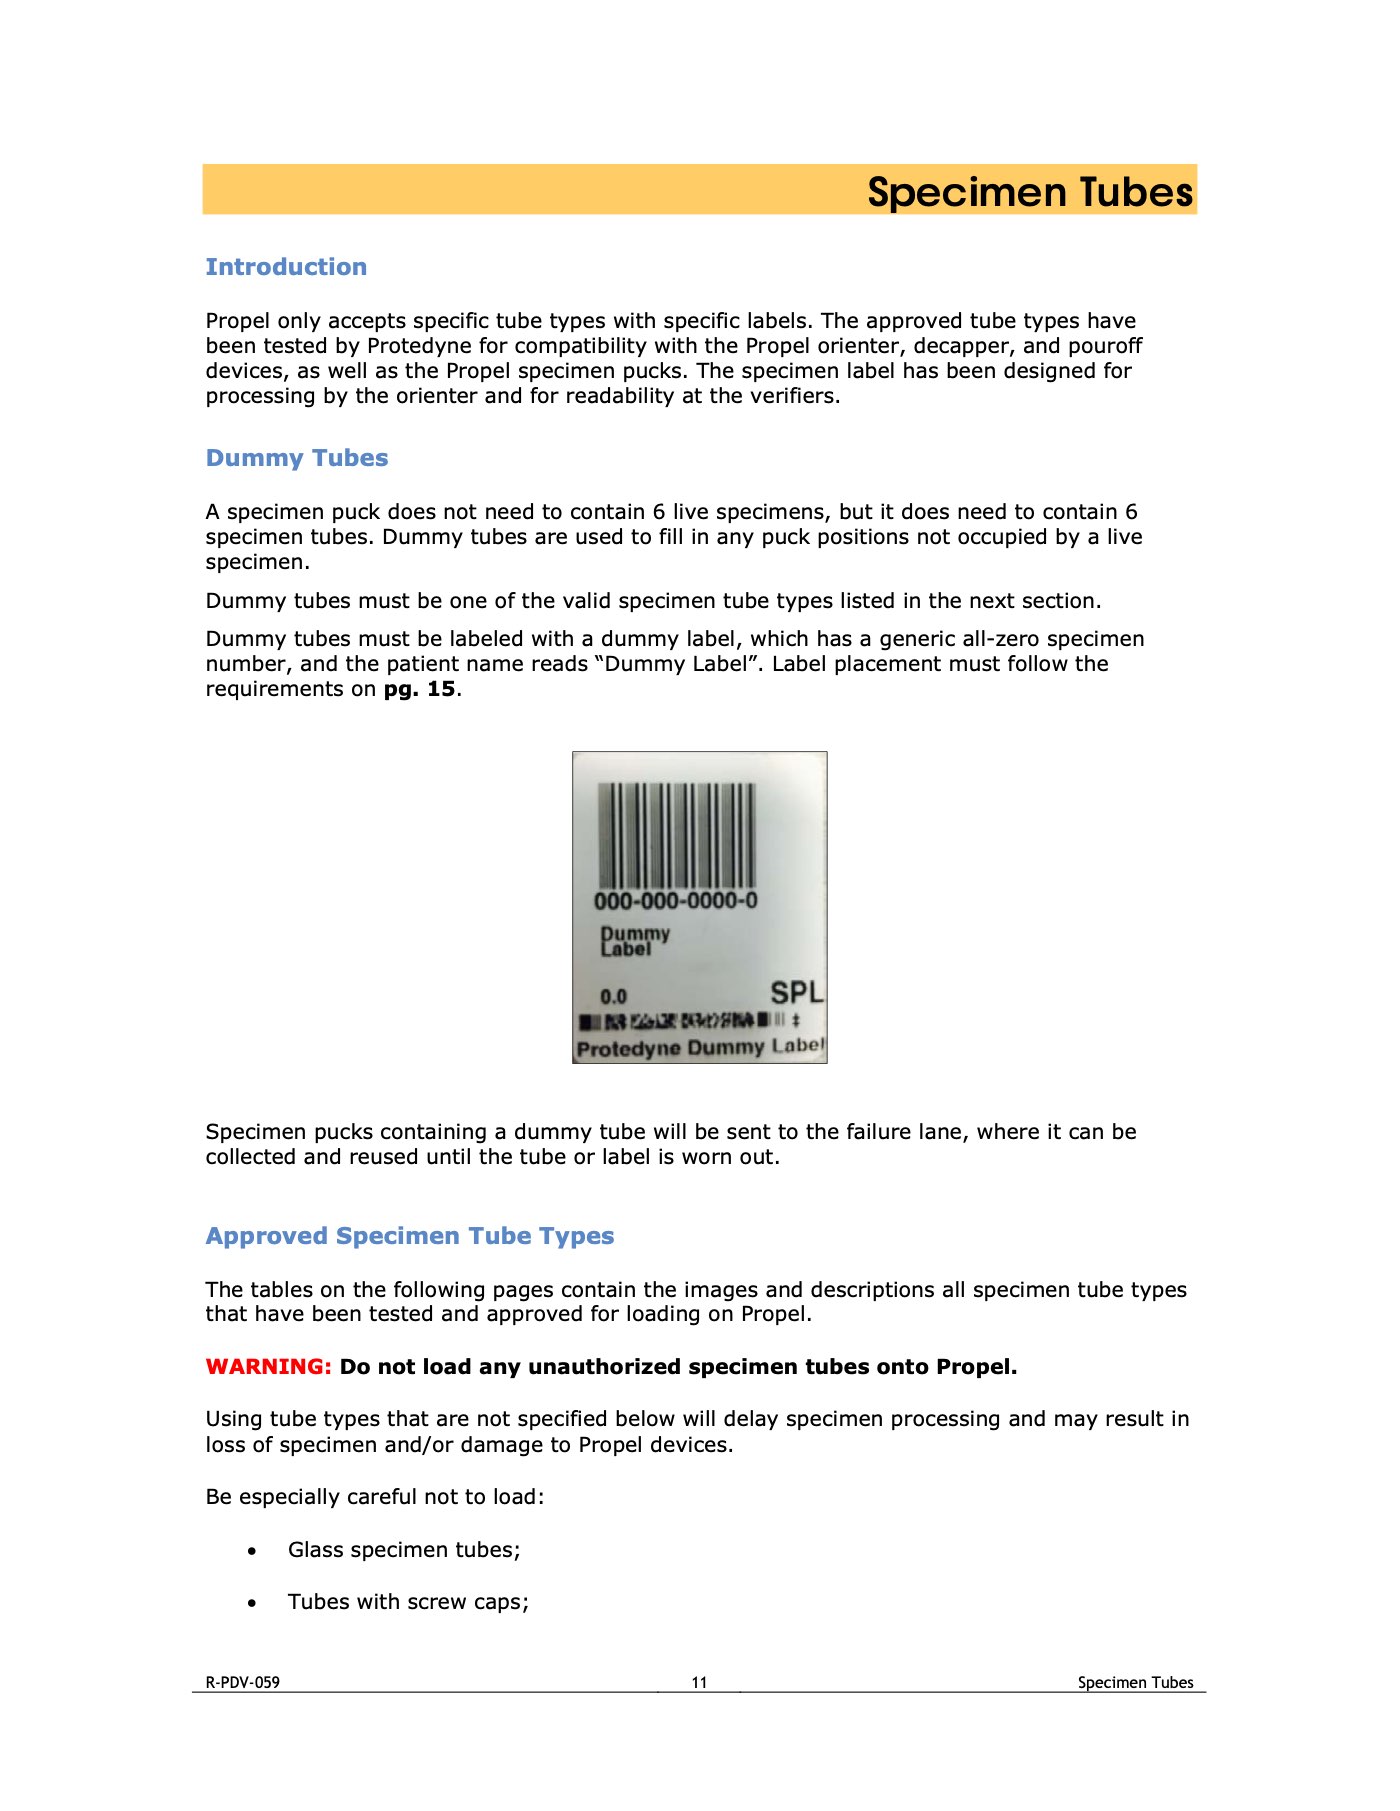 Specimen Tubes
Introduction
Propel only accepts specific tube types with specific labels. The approved tube types have
been tested by Protedyne for compatibility with the Propel orienter, decapper, and pouroff
devices, as well as the Propel specimen pucks. The specimen label has been designed for
processing by the orienter and for readability at the verifiers.
Dummy Tubes
A specimen puck does not need to contain 6 live specimens, but it does need to contain 6
specimen tubes. Dummy tubes are used to fill in any puck positions not occupied by a live
specimen.
Dummy tubes must be one of the valid specimen tube types listed in the next section.
Dummy tubes must be labeled with a dummy label, which has a generic all-zero specimen
number, and the patient name reads “Dummy Label”. Label placement must follow the
requirements on pg. 15.
000-000-0000-0
Dummy
Label
0.0 SPL
Protedyne Dummy Label
Specimen pucks containing a dummy tube will be sent to the failure lane, where it can be
collected and reused until the tube or label is worn out.
Approved Specimen Tube Types
The tables on the following pages contain the images and descriptions all specimen tube types
that have been tested and approved for loading on Propel.
WARNING: Do not load any unauthorized specimen tubes onto Propel.
Using tube types that are not specified below will delay specimen processing and may result in
loss of specimen and/or damage to Propel devices.
Be especially careful not to load:
• Glass specimen tubes;
• Tubes with screw caps;
R-PDV-059 11 Specimen Tubes